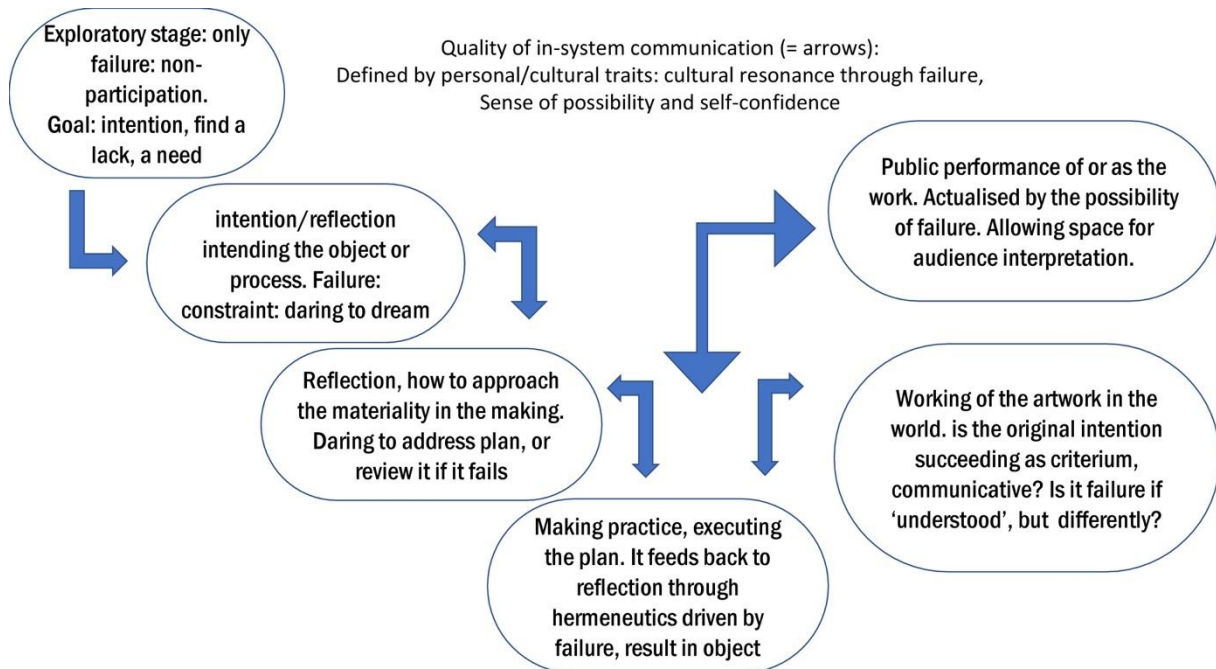 Exploratory stage: only
failure: non-
participation.
Goal: intention, find a
lack, a need
Quality of in-system communication (= arrows):
Defined by personal/cultural traits: cultural resonance through failure,
Sense of possibility and self-confidence
intention/reflection
intending the object or
process. Failure:
constraint: daring to dream
Reflection, how to approach
the materiality in the making.
Daring to address plan, or
review it if it fails
Making practice, executing
the plan. It feeds back to
reflection through
hermeneutics driven by
failure, result in object
Public performance of or as the
work. Actualised by the possibility
of failure. Allowing space for
audience interpretation.
Working of the artwork in the
world. is the original intention
succeeding as criterium,
communicative? Is it failure if
‘understood’, but differently?